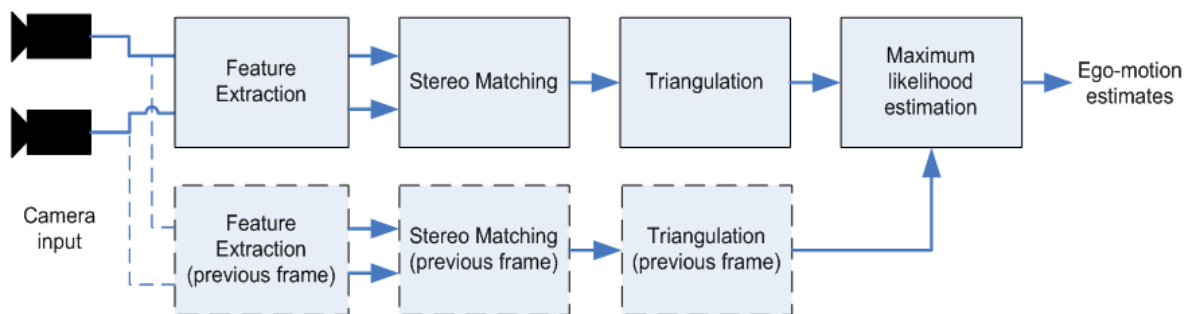 Feature
Extraction
Stereo Matching
Triangulation
Maximum
likelihood
estimation
Ego-motion
estimates
Camera
input
Feature
Extraction
(previous frame)
Stereo Matching
(previous frame)
Triangulation
(previous frame)